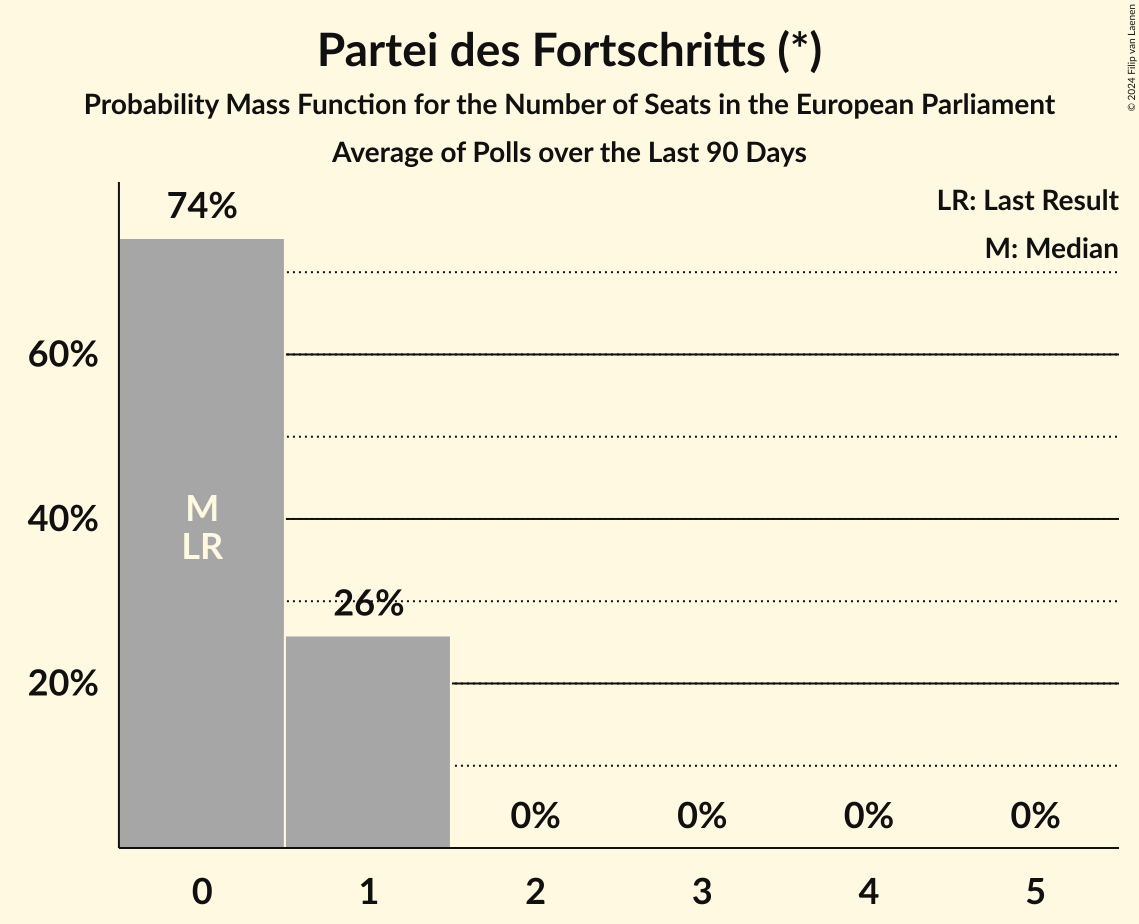 Partei des Fortschritts (*)
Probability Mass Function for the Number of Seats in the European Parliament
Average of Polls over the Last 90 Days
© 2024 Filip van Laenen
LR: Last Result
M: Median
74%
60%
40%
20%
M
LR
26%
0% 0% 0% 0%
0 1 2 3 4 5